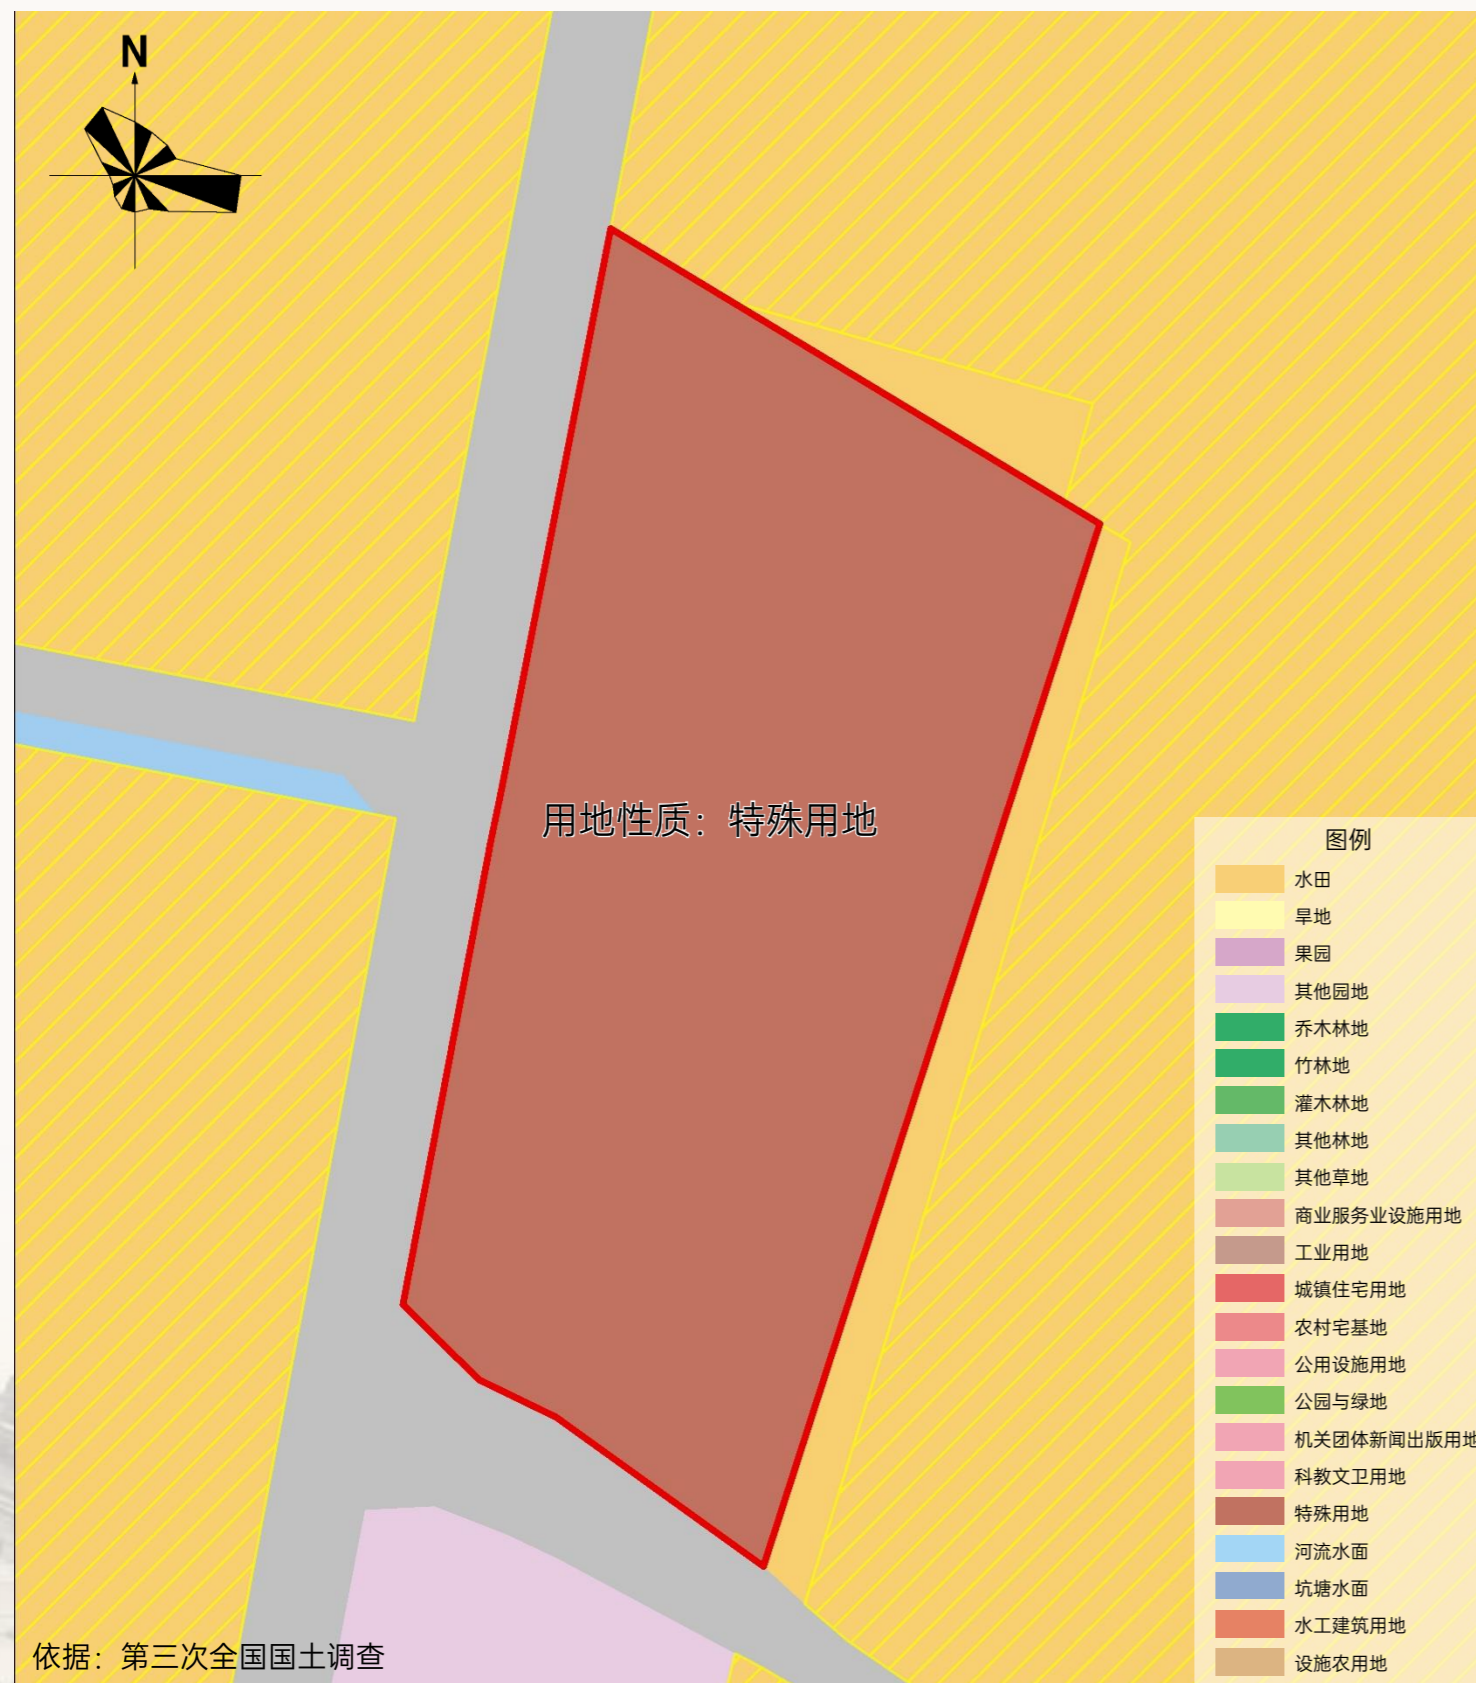 N
用地性质：特殊用地
图例
水田
旱地
果园
其他园地
乔木林地
竹林地
灌木林地
其他林地
其他草地
商业服务业设施用地
工业用地
城镇住宅用地
农村宅基地
公用设施用地
公园与绿地
机关团体新闻出版用地
科教文卫用地
特殊用地
河流水面
坑塘水面
水工建筑用地
设施农用地
依据：第三次全国国土调查